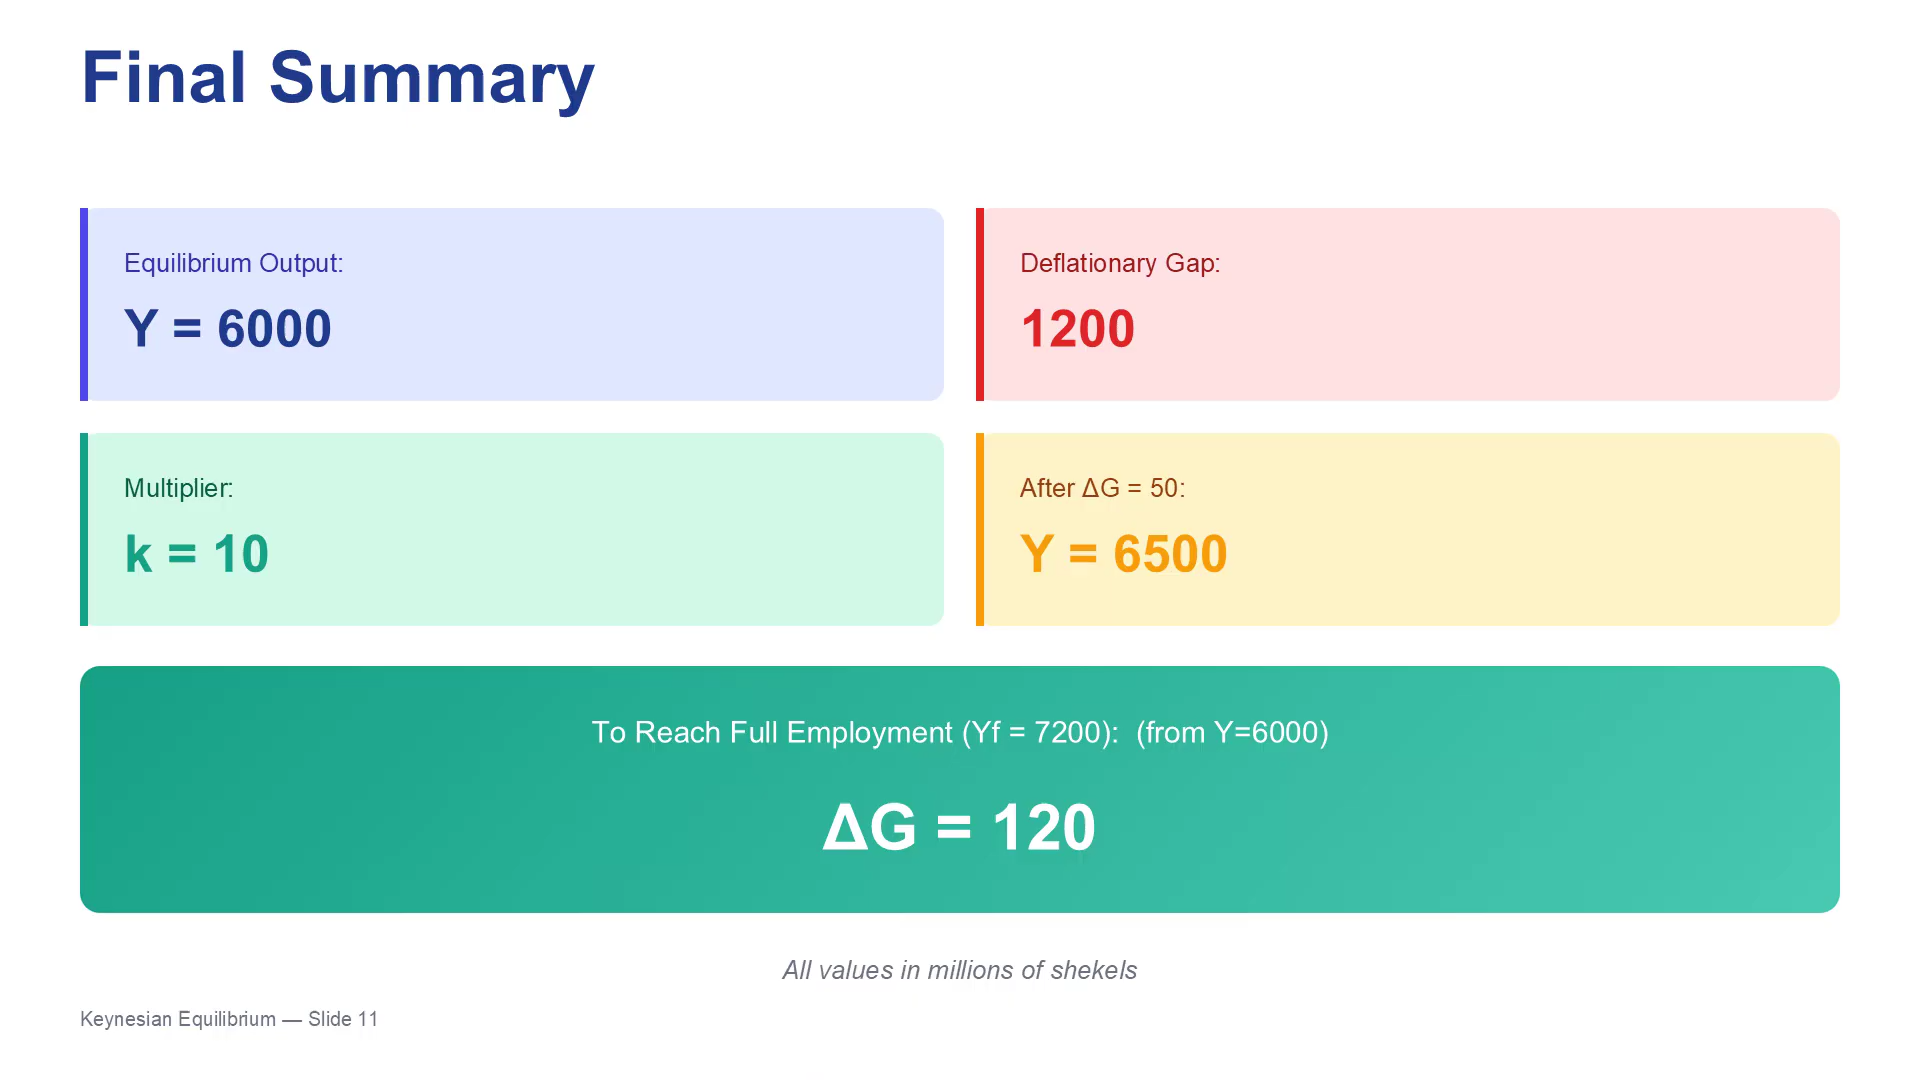 Final Summary
Equilibrium Output:
Y = 6000
Deflationary Gap:
1200
Multiplier:
k = 10
After ΔG = 50:
Y = 6500
To Reach Full Employment (Yf = 7200):  (from Y=6000)
ΔG = 120
All values in millions of shekels
Keynesian Equilibrium — Slide 11